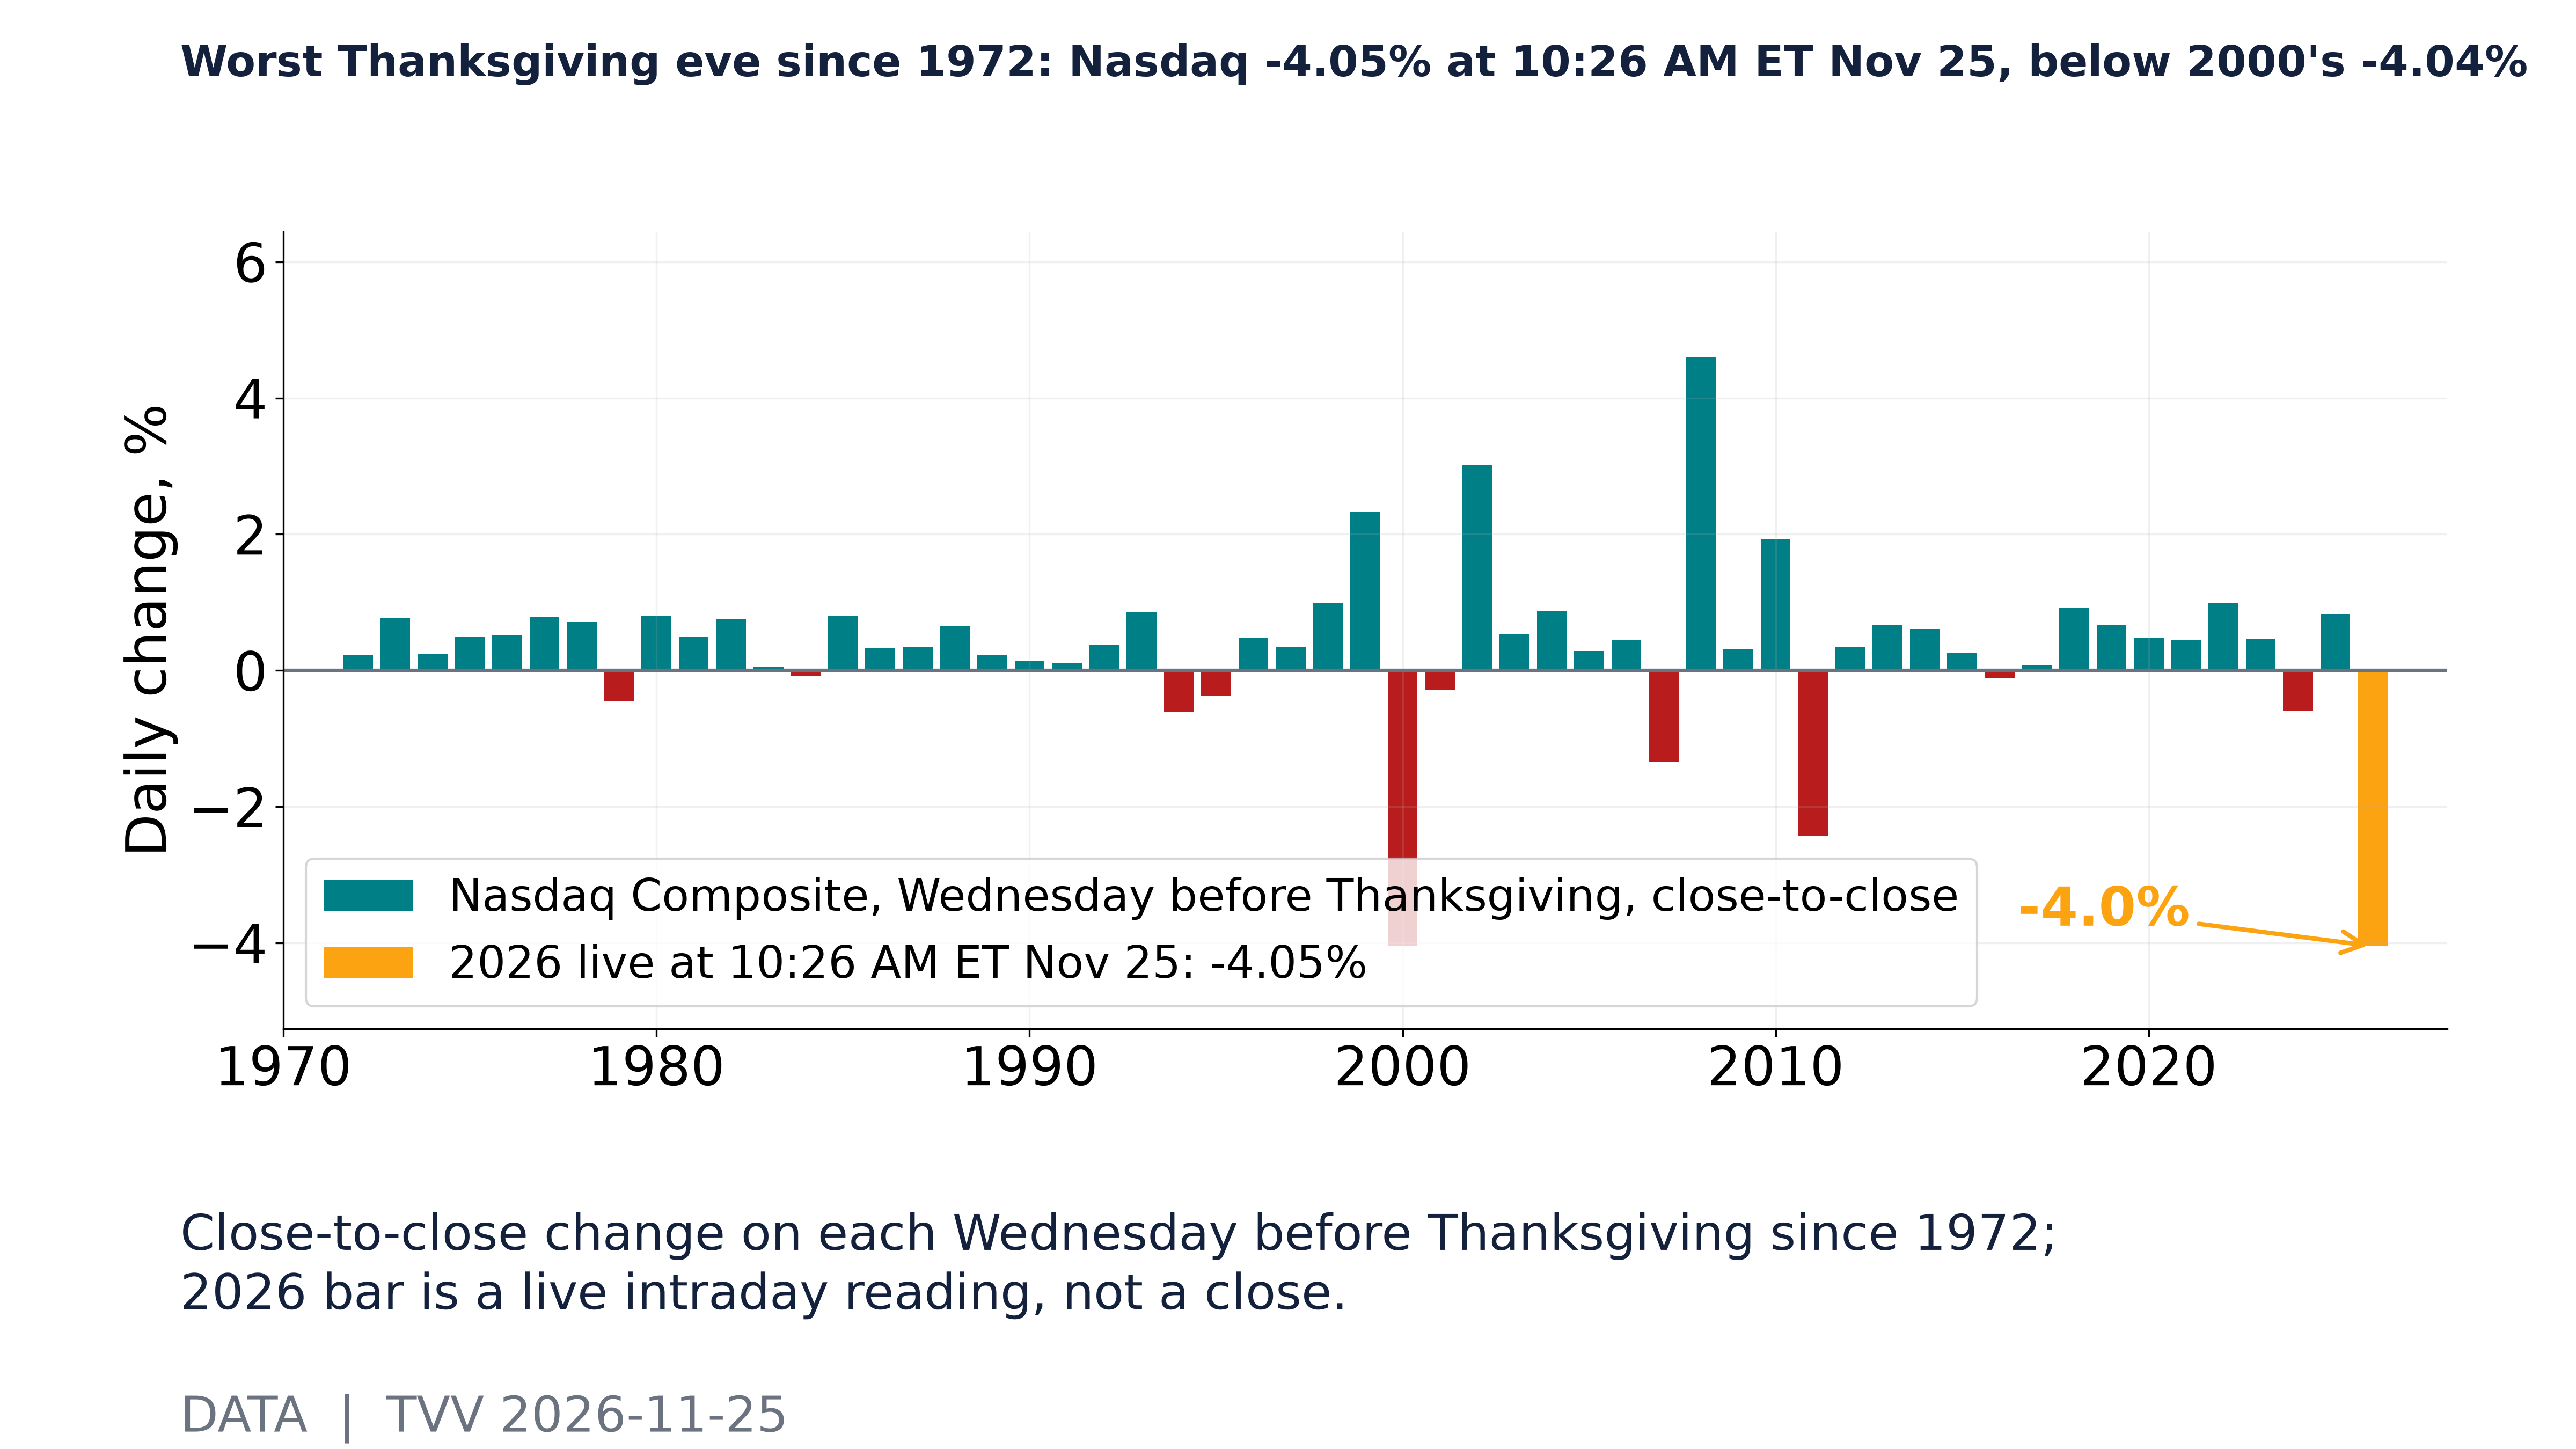 Worst Thanksgiving eve since 1972: Nasdaq -4.05% at 10:26 AM ET Nov 25, below 2000's -4.04%
Daily change, %
6
4
2
0
−2
−4
Nasdaq Composite, Wednesday before Thanksgiving, close-to-close
2026 live at 10:26 AM ET Nov 25: -4.05%
-4.0%
1970 1980 1990 2000 2010 2020
Close-to-close change on each Wednesday before Thanksgiving since 1972;
2026 bar is a live intraday reading, not a close.
DATA | TVV 2026-11-25